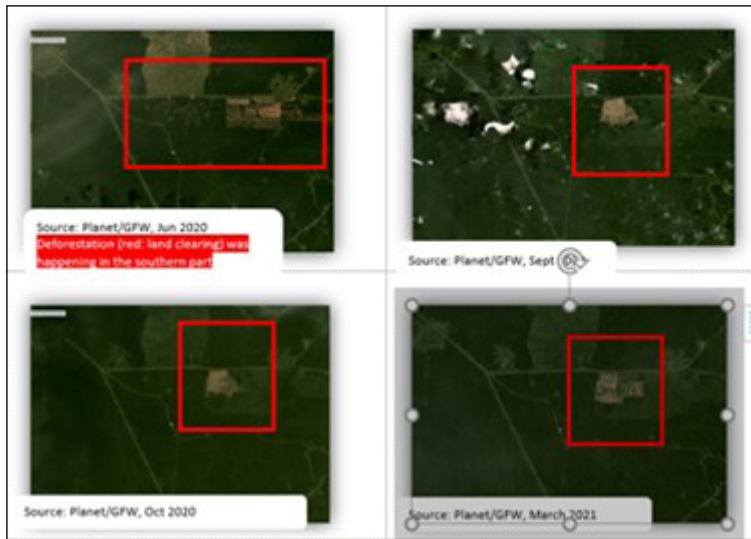 Source: Planet/GFW, Jun 2020
Deforestation (red: land clearing) was
happening in the southern part
Source: Planet/GFW, Sept
Source: Planet/GFW, Oct 2020
Source: Planet/GFW, March 2021